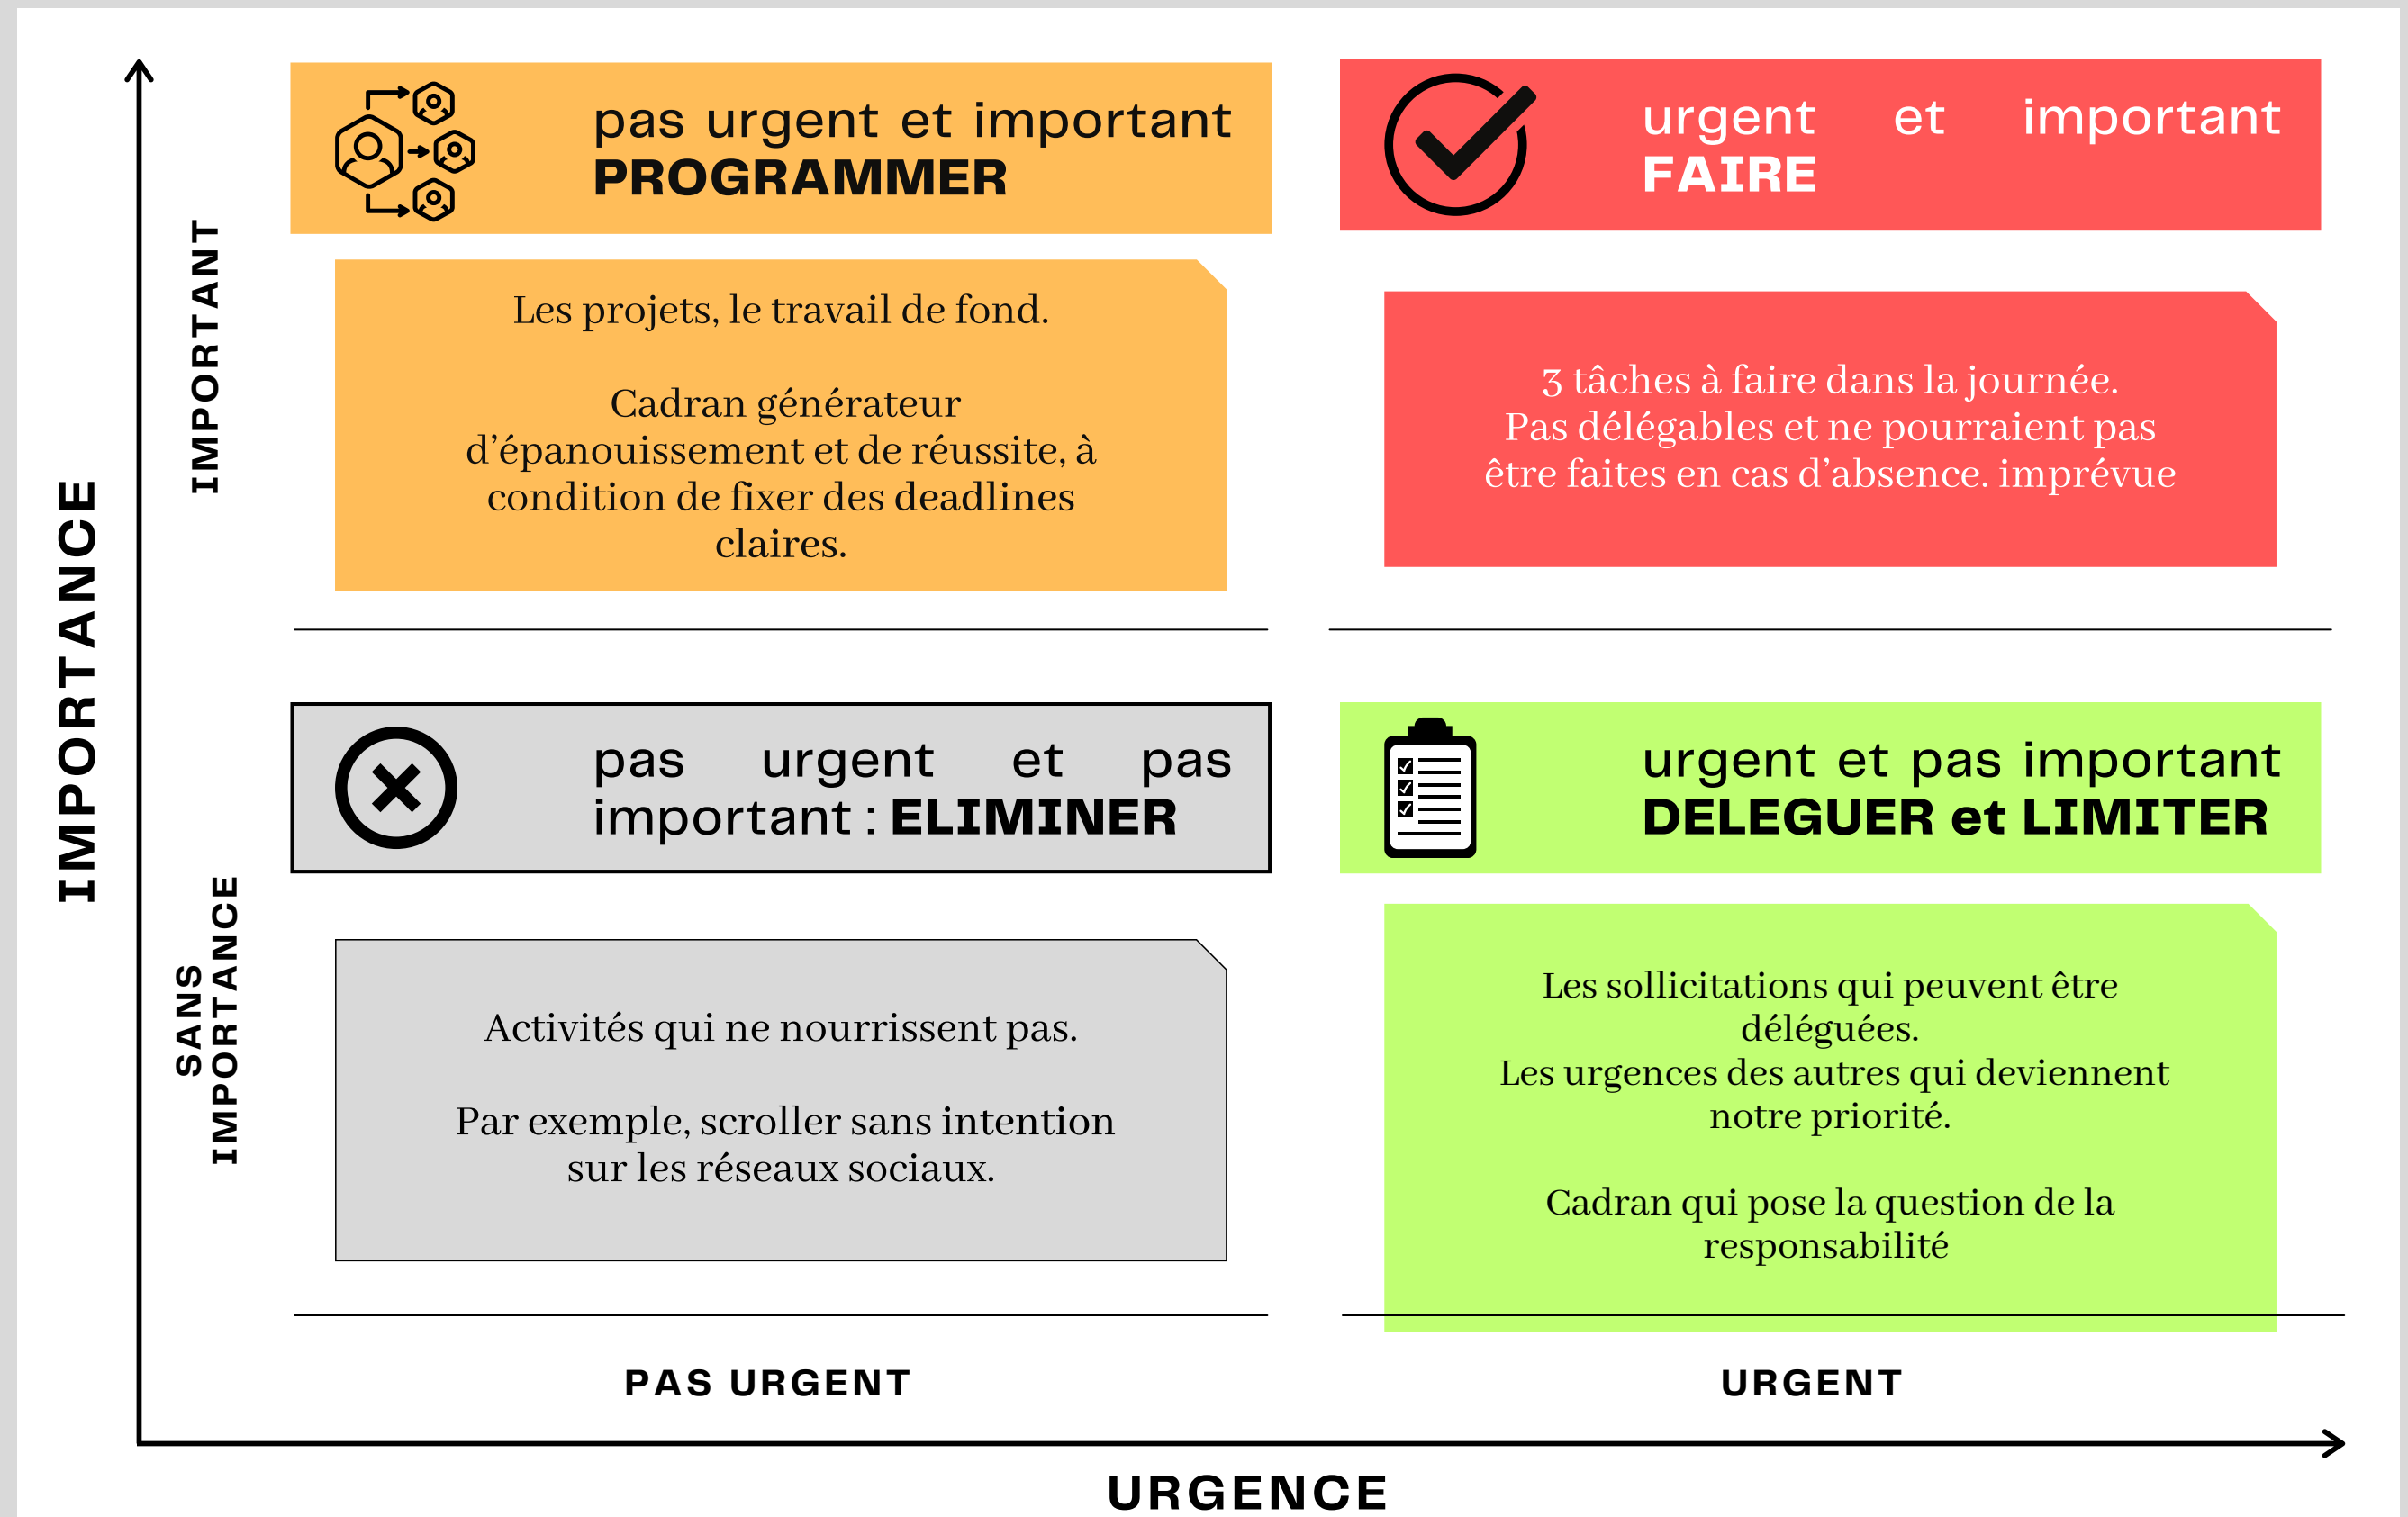 IMPORTANCE
IMPORTANT
pas urgent et important
PROGRAMMER
Les projets, le travail de fond.
Cadran générateur
d’épanouissement et de réussite, à
condition de fixer des deadlines
claires.
urgent et important
FAIRE
3 tâches à faire dans la journée.
Pas délégables et ne pourraient pas
être faites en cas d’absence. imprévue
SANS
IMPORTANCE
pas urgent et pas
important : ELIMINER
Activités qui ne nourrissent pas.
Par exemple, scroller sans intention
sur les réseaux sociaux.
urgent et pas important
DELEGUER et LIMITER
Les sollicitations qui peuvent être
déléguées.
Les urgences des autres qui deviennent
notre priorité.
Cadran qui pose la question de la
responsabilité
PAS URGENT
URGENT
URGENCE